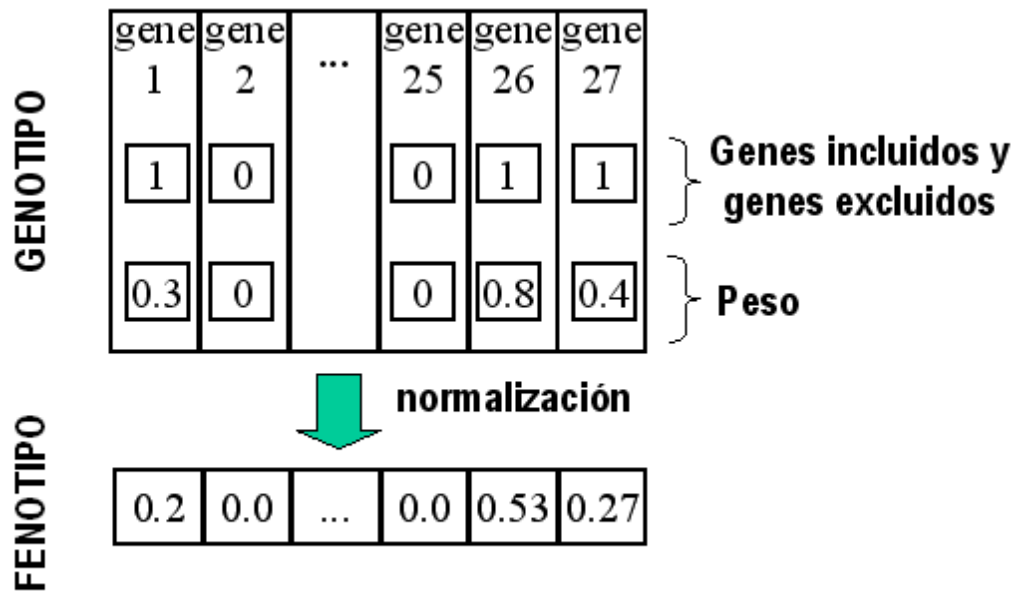 GENOTIPO
gene gene ... gene gene gene
1 2 25 26 27
1 0 0 1 1
Genes incluidos y
genes excluidos
0.3 0 0 0.8 0.4
Peso
normalización
FENOTIPO
0.2 0.0 ... 0.0 0.53 0.27